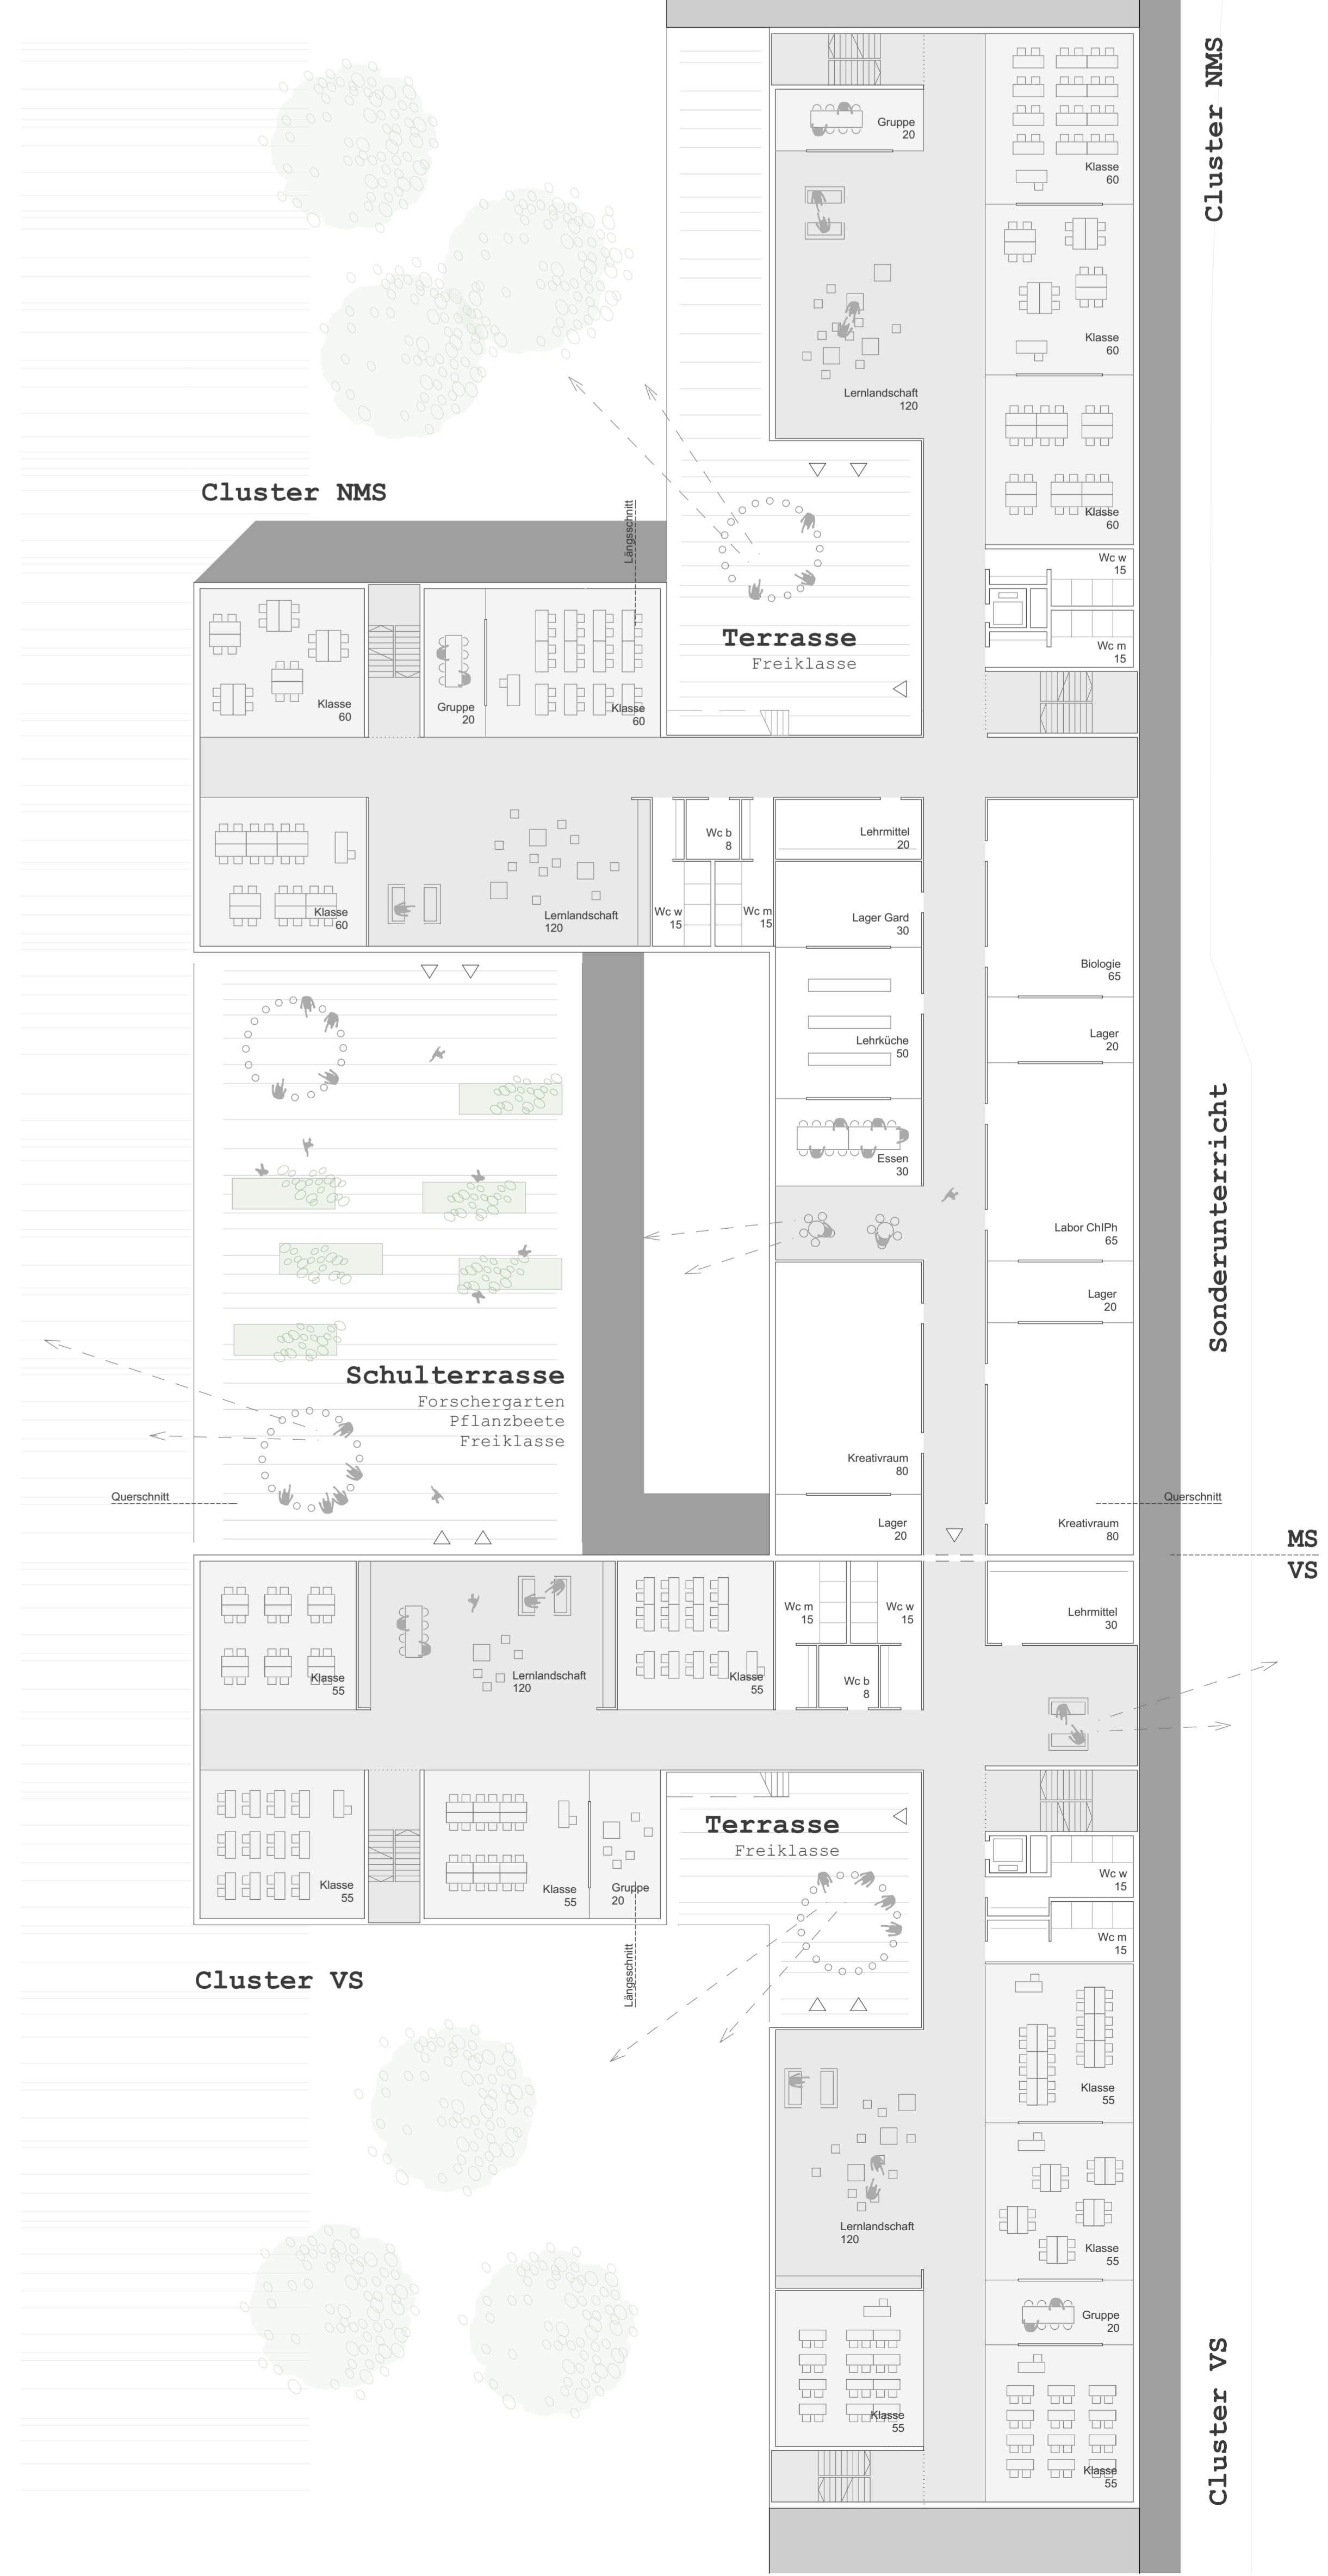 Cluster NMS
Gruppe
20
Klasse
60
Klasse
60
Lernlandschaft
120
Klasse
60
Cluster NMS
Längsschnitt
Wc w
15
Terrasse
Freiklasse
Wc m
15
Klasse
60
Gruppe
20
Klasse
60
Wc b
8
Lehrmittel
20
Klasse
60
Lernlandschaft
120
Wc w
15
Wc m
15
Lager Gard
30
Biologie
65
Lehrküche
50
Lager
20
Sonderunterricht
Essen
30
Labor ChIPh
65
Lager
20
Schulterrasse
Forschergarten
Pflanzbeete
Freiklasse
Kreativraum
80
Querschnitt
Querschnitt
Lager
20
Kreativraum
80
MS
VS
Wc m
15
Wc w
15
Lehrmittel
30
Klasse
55
Lernlandschaft
120
Klasse
55
Wc b
8
Terrasse
Freiklasse
Klasse
55
Klasse
55
Gruppe
20
Wc w
15
Wc m
15
Längsschnitt
Cluster VS
Klasse
55
Lernlandschaft
120
Klasse
55
Gruppe
20
Klasse
55
Klasse
55
Cluster VS